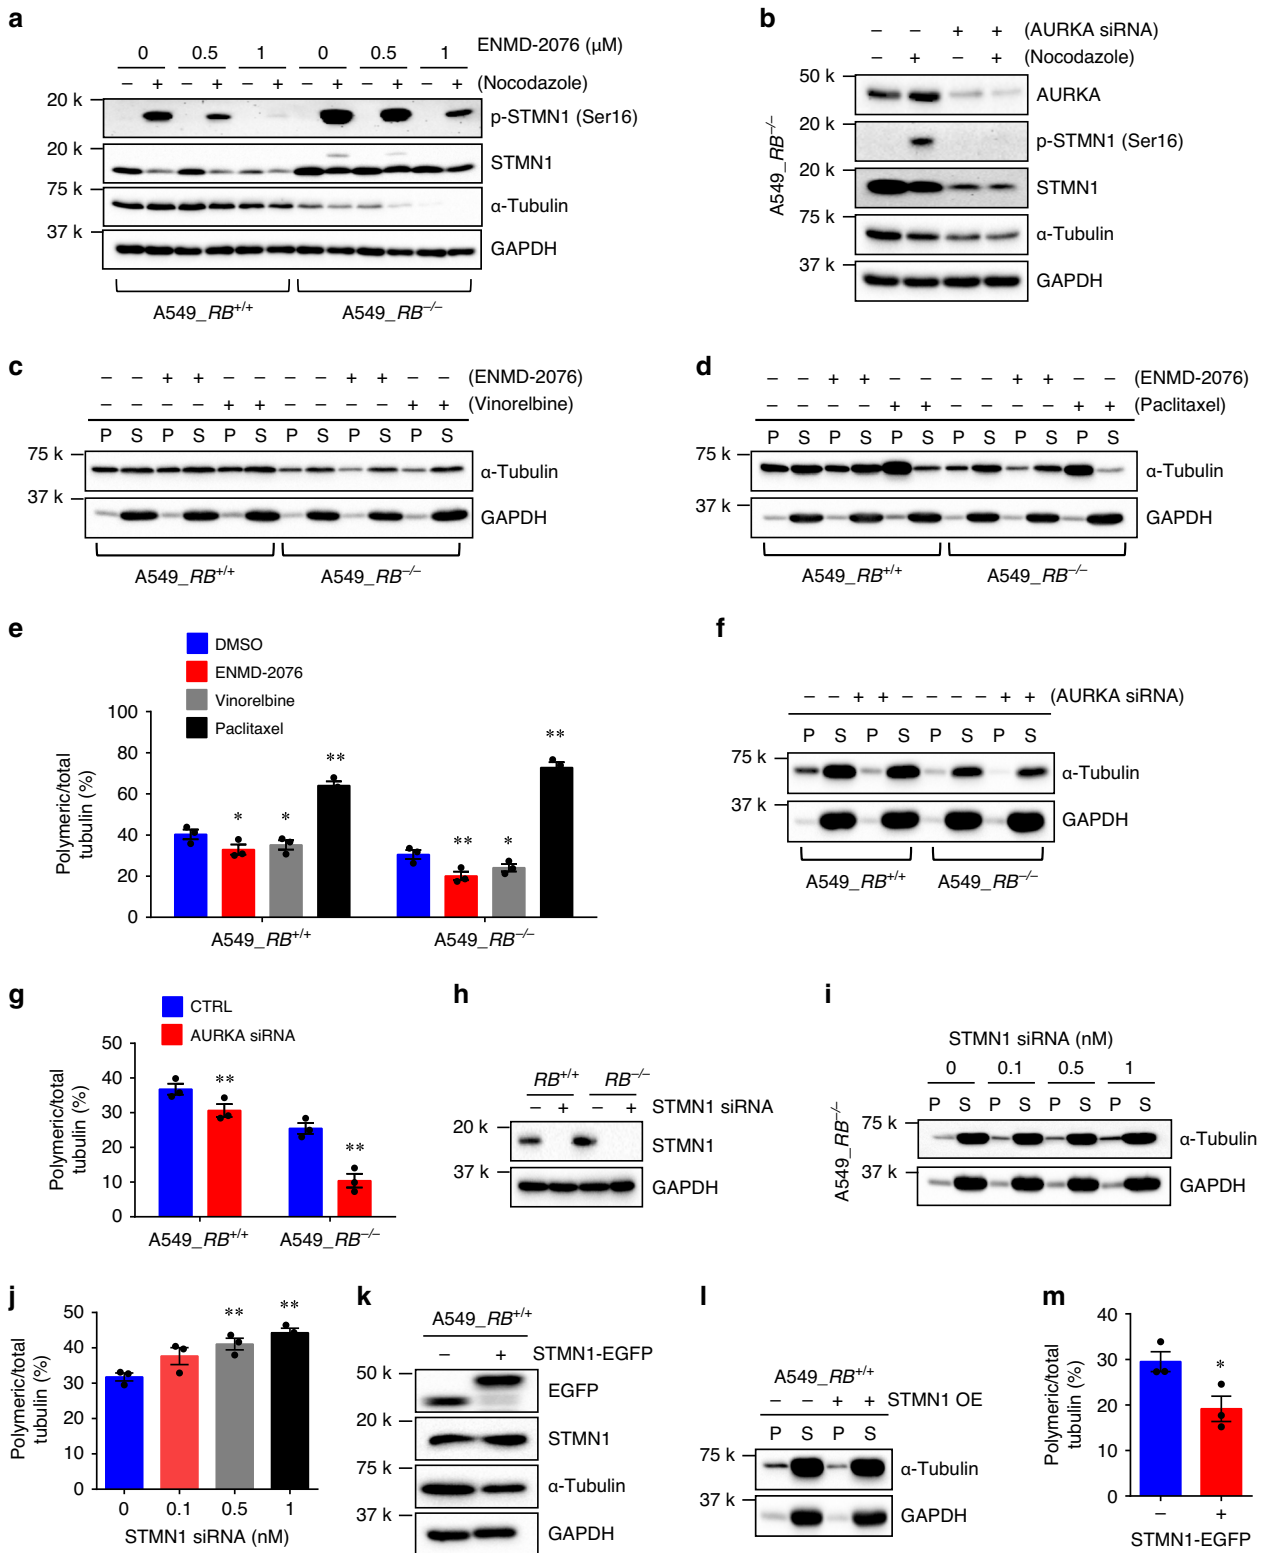 a
0 0.5 1 0 0.5 1 ENMD-2076 (μM)
– + – + – + – + – + – + (Nocodazole)
20 k p-STMN1 (Ser16)
20 k STMN1
75 k α-Tubulin
37 k GAPDH
A549_RB+/+ A549_RB–/–
b
– – + + (AURKA siRNA)
– + – + (Nocodazole)
A549_RB–/–
50 k AURKA
20 k p-STMN1 (Ser16)
20 k STMN1
75 k α-Tubulin
37 k GAPDH
c
– – + + – – – – + + – – (ENMD-2076)
– – – – + + – – – – + + (Vinorelbine)
P S P S P S P S P S P S
75 k α-Tubulin
37 k GAPDH
A549_RB+/+ A549_RB–/–
d
– – + + – – – – + + – – (ENMD-2076)
– – – – + + – – – – + + (Paclitaxel)
P S P S P S P S P S P S
75 k α-Tubulin
37 k GAPDH
A549_RB+/+ A549_RB–/–
e
DMSO
ENMD-2076
Vinorelbine
Paclitaxel
Polymeric/total
tubulin (%)
100
80
60
40
20
0
* * ** ** * **
A549_RB+/+ A549_RB–/–
f
– – + + – – – – + + (AURKA siRNA)
P S P S P S P S
75 k α-Tubulin
37 k GAPDH
A549_RB+/+ A549_RB–/–
g
CTRL
AURKA siRNA
Polymeric/total
tubulin (%)
50
40
30
20
10
0
** **
A549_RB+/+ A549_RB–/–
h
RB+/+ RB–/–
– + – + STMN1 siRNA
20 k STMN1
37 k GAPDH
i
STMN1 siRNA (nM)
0 0.1 0.5 1
P S P S P S P S
A549_RB–/–
75 k α-Tubulin
37 k GAPDH
j
Polymeric/total
tubulin (%)
50
40
30
20
10
0
** **
0 0.1 0.5 1
STMN1 siRNA (nM)
k
A549_RB+/+
– + STMN1-EGFP
50 k EGFP
20 k STMN1
75 k α-Tubulin
37 k GAPDH
l
A549_RB+/+
– – + + STMN1 OE
P S P S
75 k α-Tubulin
37 k GAPDH
m
Polymeric/total
tubulin (%)
40
30
20
10
0
*
– +
STMN1-EGFP